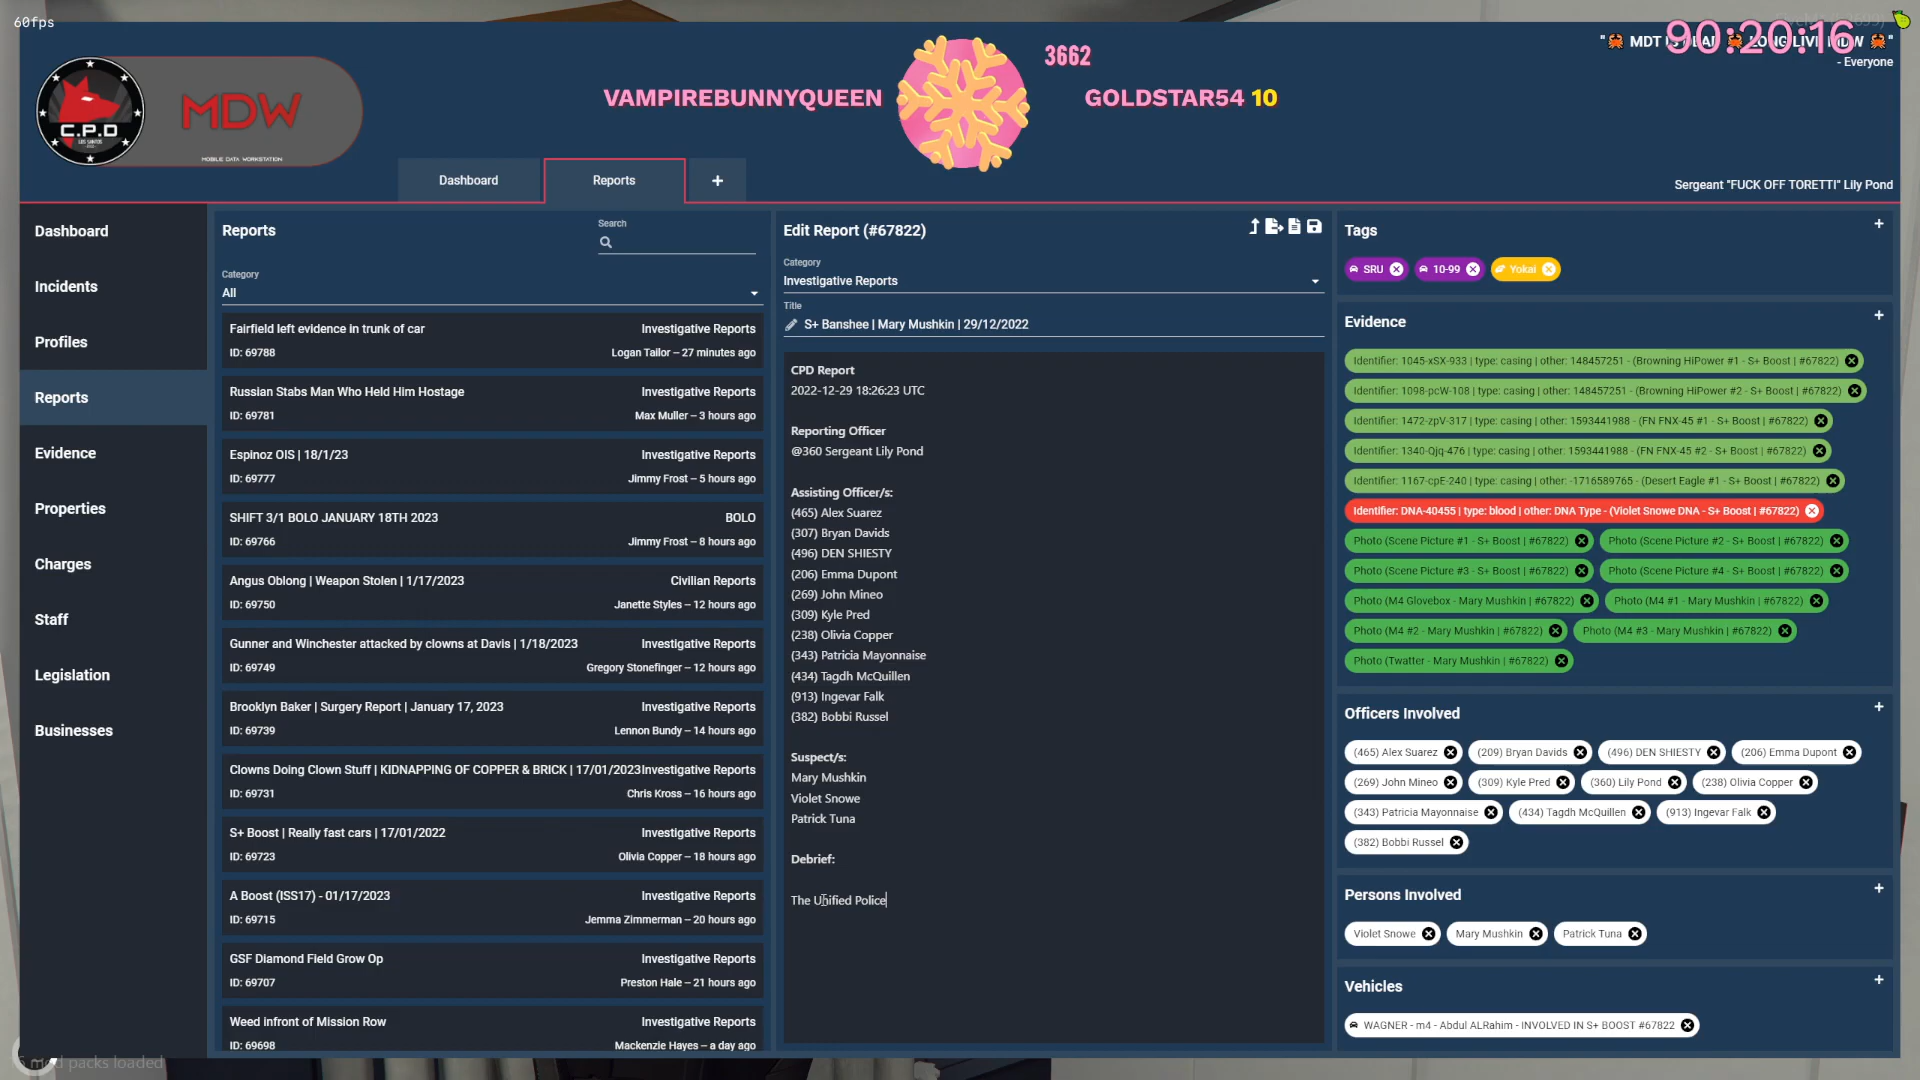 60fps
90:20:16
- Everyone
C.P.D
LOS SANTOS
MDW
MOBILE DATA WORKSTATION
VAMPIREBUNNYQUEEN
3662
GOLDSTAR54 10
Dashboard
Reports
+
Sergeant "FUCK OFF TORETTI" Lily Pond
Dashboard
Incidents
Profiles
Reports
Evidence
Properties
Charges
Staff
Legislation
Businesses
Reports
Search
Category
All
Fairfield left evidence in trunk of car Investigative Reports
ID: 69788 Logan Tailor – 27 minutes ago
Russian Stabs Man Who Held Him Hostage Investigative Reports
ID: 69781 Max Muller – 3 hours ago
Espinoz OIS | 18/1/23 Investigative Reports
ID: 69777 Jimmy Frost – 5 hours ago
SHIFT 3/1 BOLO JANUARY 18TH 2023 BOLO
ID: 69766 Jimmy Frost – 8 hours ago
Angus Oblong | Weapon Stolen | 1/17/2023 Civilian Reports
ID: 69750 Janette Styles – 12 hours ago
Gunner and Winchester attacked by clowns at Davis | 1/18/2023 Investigative Reports
ID: 69749 Gregory Stonefinger – 12 hours ago
Brooklyn Baker | Surgery Report | January 17, 2023 Investigative Reports
ID: 69739 Lennon Bundy – 14 hours ago
Clowns Doing Clown Stuff | KIDNAPPING OF COPPER & BRICK | 17/01/2023 Investigative Reports
ID: 69731 Chris Kross – 16 hours ago
S+ Boost | Really fast cars | 17/01/2022 Investigative Reports
ID: 69723 Olivia Copper – 18 hours ago
A Boost (ISS17) - 01/17/2023 Investigative Reports
ID: 69715 Jemma Zimmerman – 20 hours ago
GSF Diamond Field Grow Op Investigative Reports
ID: 69707 Preston Hale – 21 hours ago
Weed infront of Mission Row Investigative Reports
ID: 69698 Mackenzie Hayes – a day ago
Edit Report (#67822)
Category
Investigative Reports
Title
S+ Banshee | Mary Mushkin | 29/12/2022
CPD Report
2022-12-29 18:26:23 UTC
Reporting Officer
@360 Sergeant Lily Pond
Assisting Officer/s:
(465) Alex Suarez
(307) Bryan Davids
(496) DEN SHIESTY
(206) Emma Dupont
(269) John Mineo
(309) Kyle Pred
(238) Olivia Copper
(343) Patricia Mayonnaise
(434) Tagdh McQuillen
(913) Ingevar Falk
(382) Bobbi Russel
Suspect/s:
Mary Mushkin
Violet Snowe
Patrick Tuna
Debrief:
The Unified Police
Tags
+
SRU 10-99 Yokai
Evidence
+
Identifier: 1045-xSX-933 | type: casing | other: 148457251 - (Browning HiPower #1 - S+ Boost | #67822)
Identifier: 1098-pcW-108 | type: casing | other: 148457251 - (Browning HiPower #2 - S+ Boost | #67822)
Identifier: 1472-zpV-317 | type: casing | other: 1593441988 - (FN FNX-45 #1 - S+ Boost | #67822)
Identifier: 1340-Qjq-476 | type: casing | other: 1593441988 - (FN FNX-45 #2 - S+ Boost | #67822)
Identifier: 1167-cpE-240 | type: casing | other: -1716589765 - (Desert Eagle #1 - S+ Boost | #67822)
Identifier: DNA-40455 | type: blood | other: DNA Type - (Violet Snowe DNA - S+ Boost | #67822)
Photo (Scene Picture #1 - S+ Boost | #67822) Photo (Scene Picture #2 - S+ Boost | #67822)
Photo (Scene Picture #3 - S+ Boost | #67822) Photo (Scene Picture #4 - S+ Boost | #67822)
Photo (M4 Glovebox - Mary Mushkin | #67822) Photo (M4 #1 - Mary Mushkin | #67822)
Photo (M4 #2 - Mary Mushkin | #67822) Photo (M4 #3 - Mary Mushkin | #67822)
Photo (Twatter - Mary Mushkin | #67822)
Officers Involved
+
(465) Alex Suarez (209) Bryan Davids (496) DEN SHIESTY (206) Emma Dupont
(269) John Mineo (309) Kyle Pred (360) Lily Pond (238) Olivia Copper
(343) Patricia Mayonnaise (434) Tagdh McQuillen (913) Ingevar Falk
(382) Bobbi Russel
Persons Involved
+
Violet Snowe Mary Mushkin Patrick Tuna
Vehicles
+
WAGNER - m4 - Abdul ALRahim - INVOLVED IN S+ BOOST #67822
packs loaded